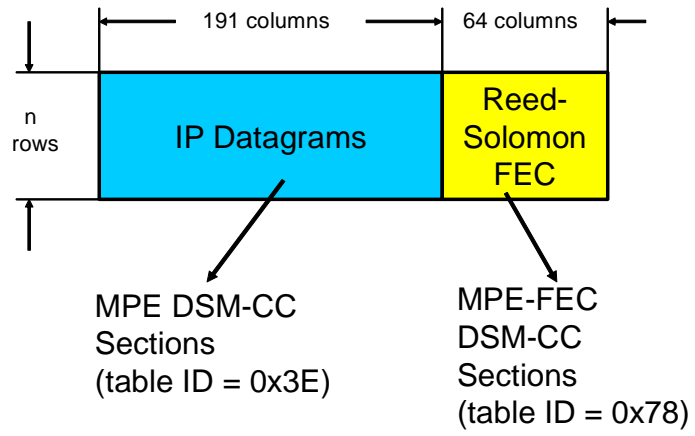 191 columns
64 columns
n
rows
IP Datagrams
Reed-
Solomon
FEC
MPE DSM-CC
Sections
(table ID = 0x3E)
MPE-FEC
DSM-CC
Sections
(table ID = 0x78)